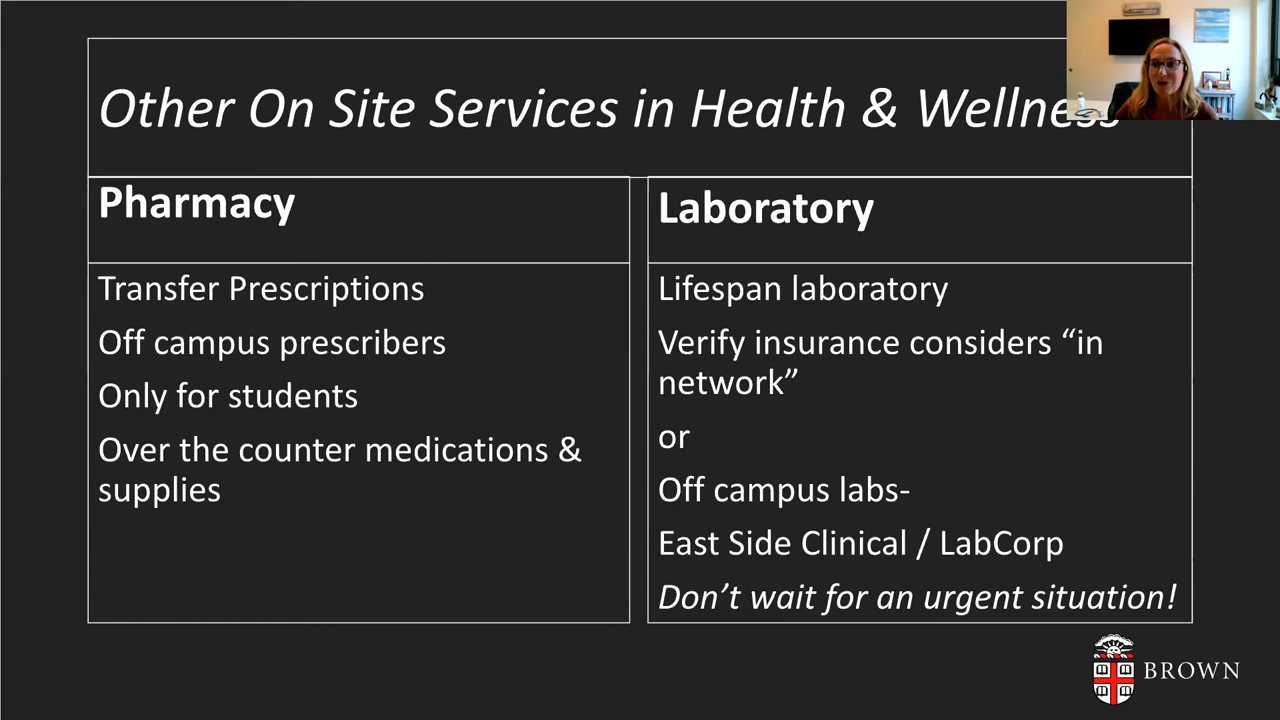 Other On Site Services in Health & Wellness
Pharmacy
Transfer Prescriptions
Off campus prescribers
Only for students
Over the counter medications &
supplies
Laboratory
Lifespan laboratory
Verify insurance considers “in
network”
or
Off campus labs-
East Side Clinical / LabCorp
Don’t wait for an urgent situation!
BROWN